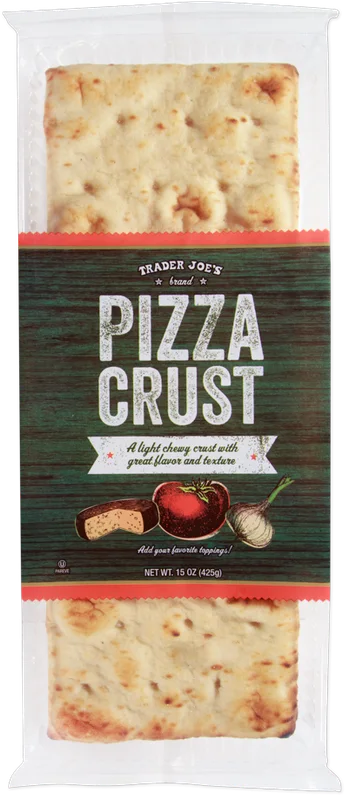 TRADER JOE'S
brand
PIZZA
CRUST
A light chewy crust with
great flavor and texture
Add your favorite toppings!
U
PAREVE
NET WT. 15 OZ (425g)